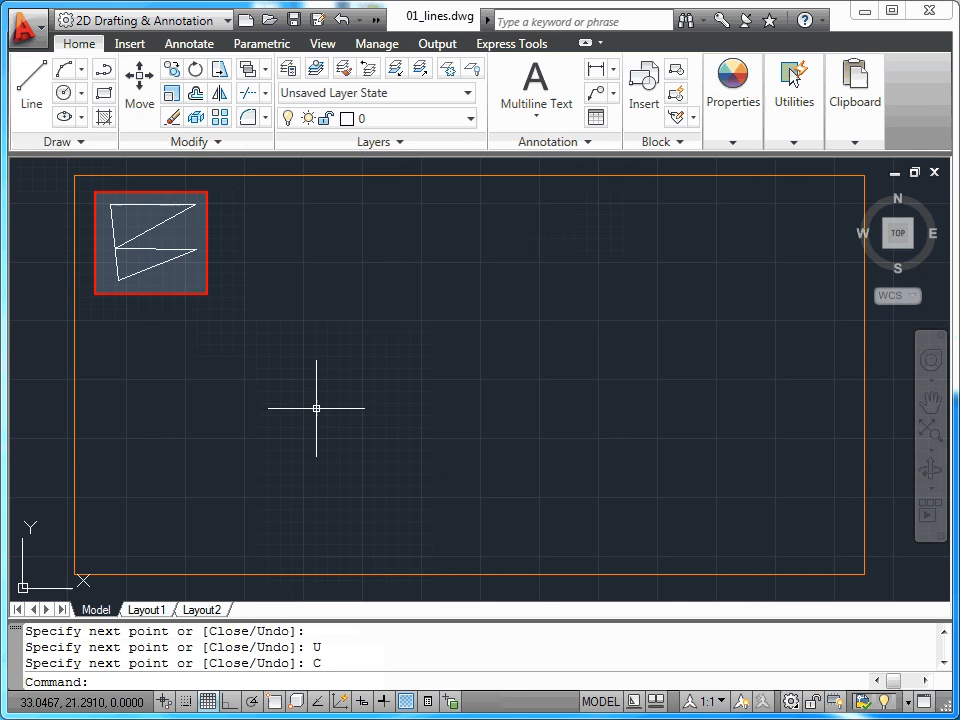 2D Drafting & Annotation
01_lines.dwg
Type a keyword or phrase
Home Insert Annotate Parametric View Manage Output Express Tools
Line
Move
Unsaved Layer State
0
A
Multiline Text
Insert
Properties
Utilities
Clipboard
Draw
Modify
Layers
Annotation
Block
N
W TOP E
S
WCS
Y
X
Model Layout1 Layout2
Specify next point or [Close/Undo]:
Specify next point or [Close/Undo]: U
Specify next point or [Close/Undo]: C
Command:
33.0467, 21.2910, 0.0000
MODEL
1:1